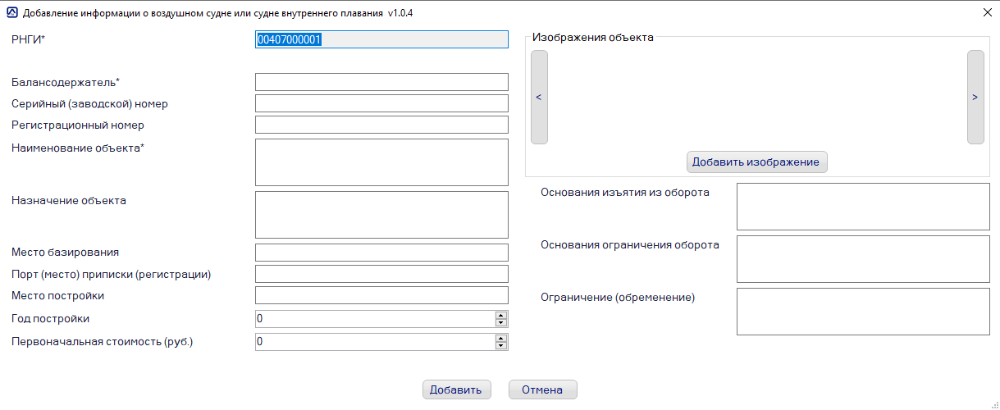 Добавление информации о воздушном судне или судне внутреннего плавания v1.0.4
РНГИ*
00407000001
Балансодержатель*
Серийный (заводской) номер
Регистрационный номер
Наименование объекта*
Назначение объекта
Место базирования
Порт (место) приписки (регистрации)
Место постройки
Год постройки
0
Первоначальная стоимость (руб.)
0
Изображения объекта
<
>
Добавить изображение
Основания изъятия из оборота
Основания ограничения оборота
Ограничение (обременение)
Добавить
Отмена